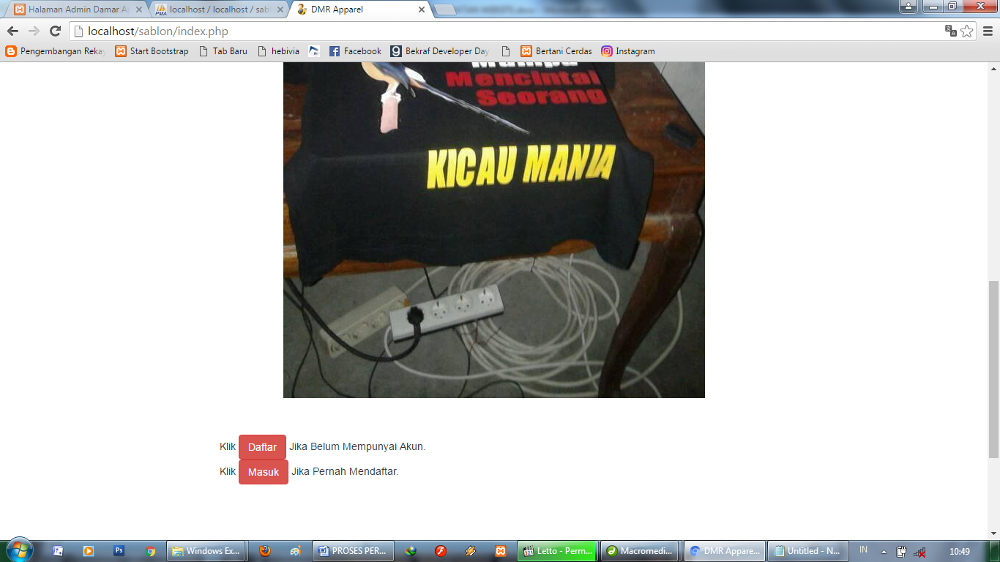 Halaman Admin Damar Ap
localhost / localhost / sab
DMR Apparel
localhost/sablon/index.php
Pengembangan Reka
Start Bootstrap
Tab Baru
hebivia
Facebook
Bekraf Developer Day
Bertani Cerdas
Instagram
Mencintai
Seorang
KICAU MANIA
Klik Daftar Jika Belum Mempunyai Akun.
Klik Masuk Jika Pernah Mendaftar.
Windows Ex...
PROSES PER...
Letto - Perm...
Macromedi...
DMR Appare...
Untitled - N...
IN
10:49